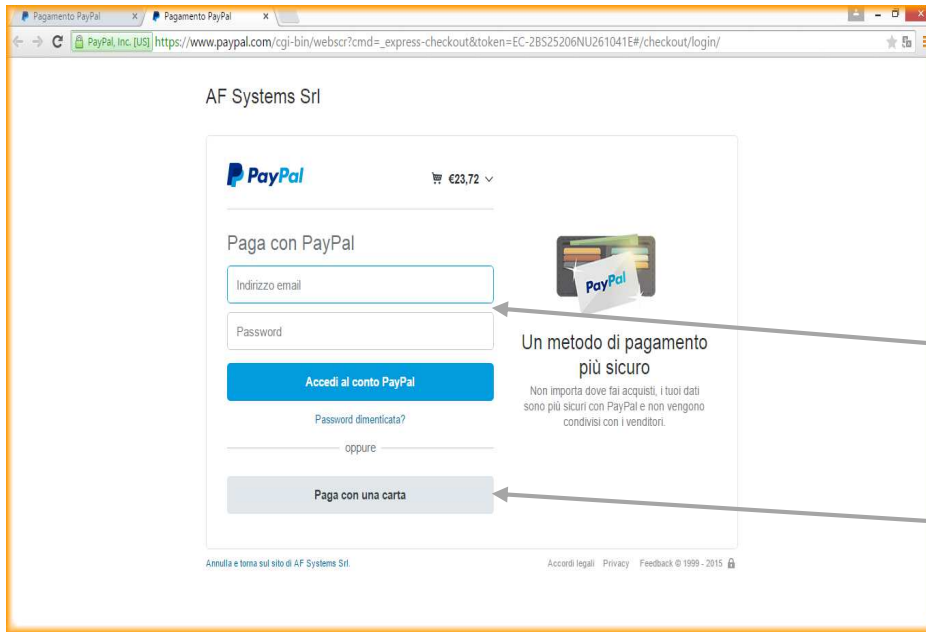 Pagamento PayPal
Pagamento PayPal
PayPal, Inc. [US] https://www.paypal.com/cgi-bin/webscr?cmd=_express-checkout&token=EC-2BS25206NU261041E#/checkout/login/
AF Systems Srl
PayPal
€23,72
Paga con PayPal
Indirizzo email
Password
Accedi al conto PayPal
Password dimenticata?
oppure
Paga con una carta
PayPal
Un metodo di pagamento
più sicuro
Non importa dove fai acquisti, i tuoi dati
sono più sicuri con PayPal e non vengono
condivisi con i venditori.
Annulla e torna sul sito di AF Systems Srl.
Accordi legali Privacy Feedback © 1999 - 2015